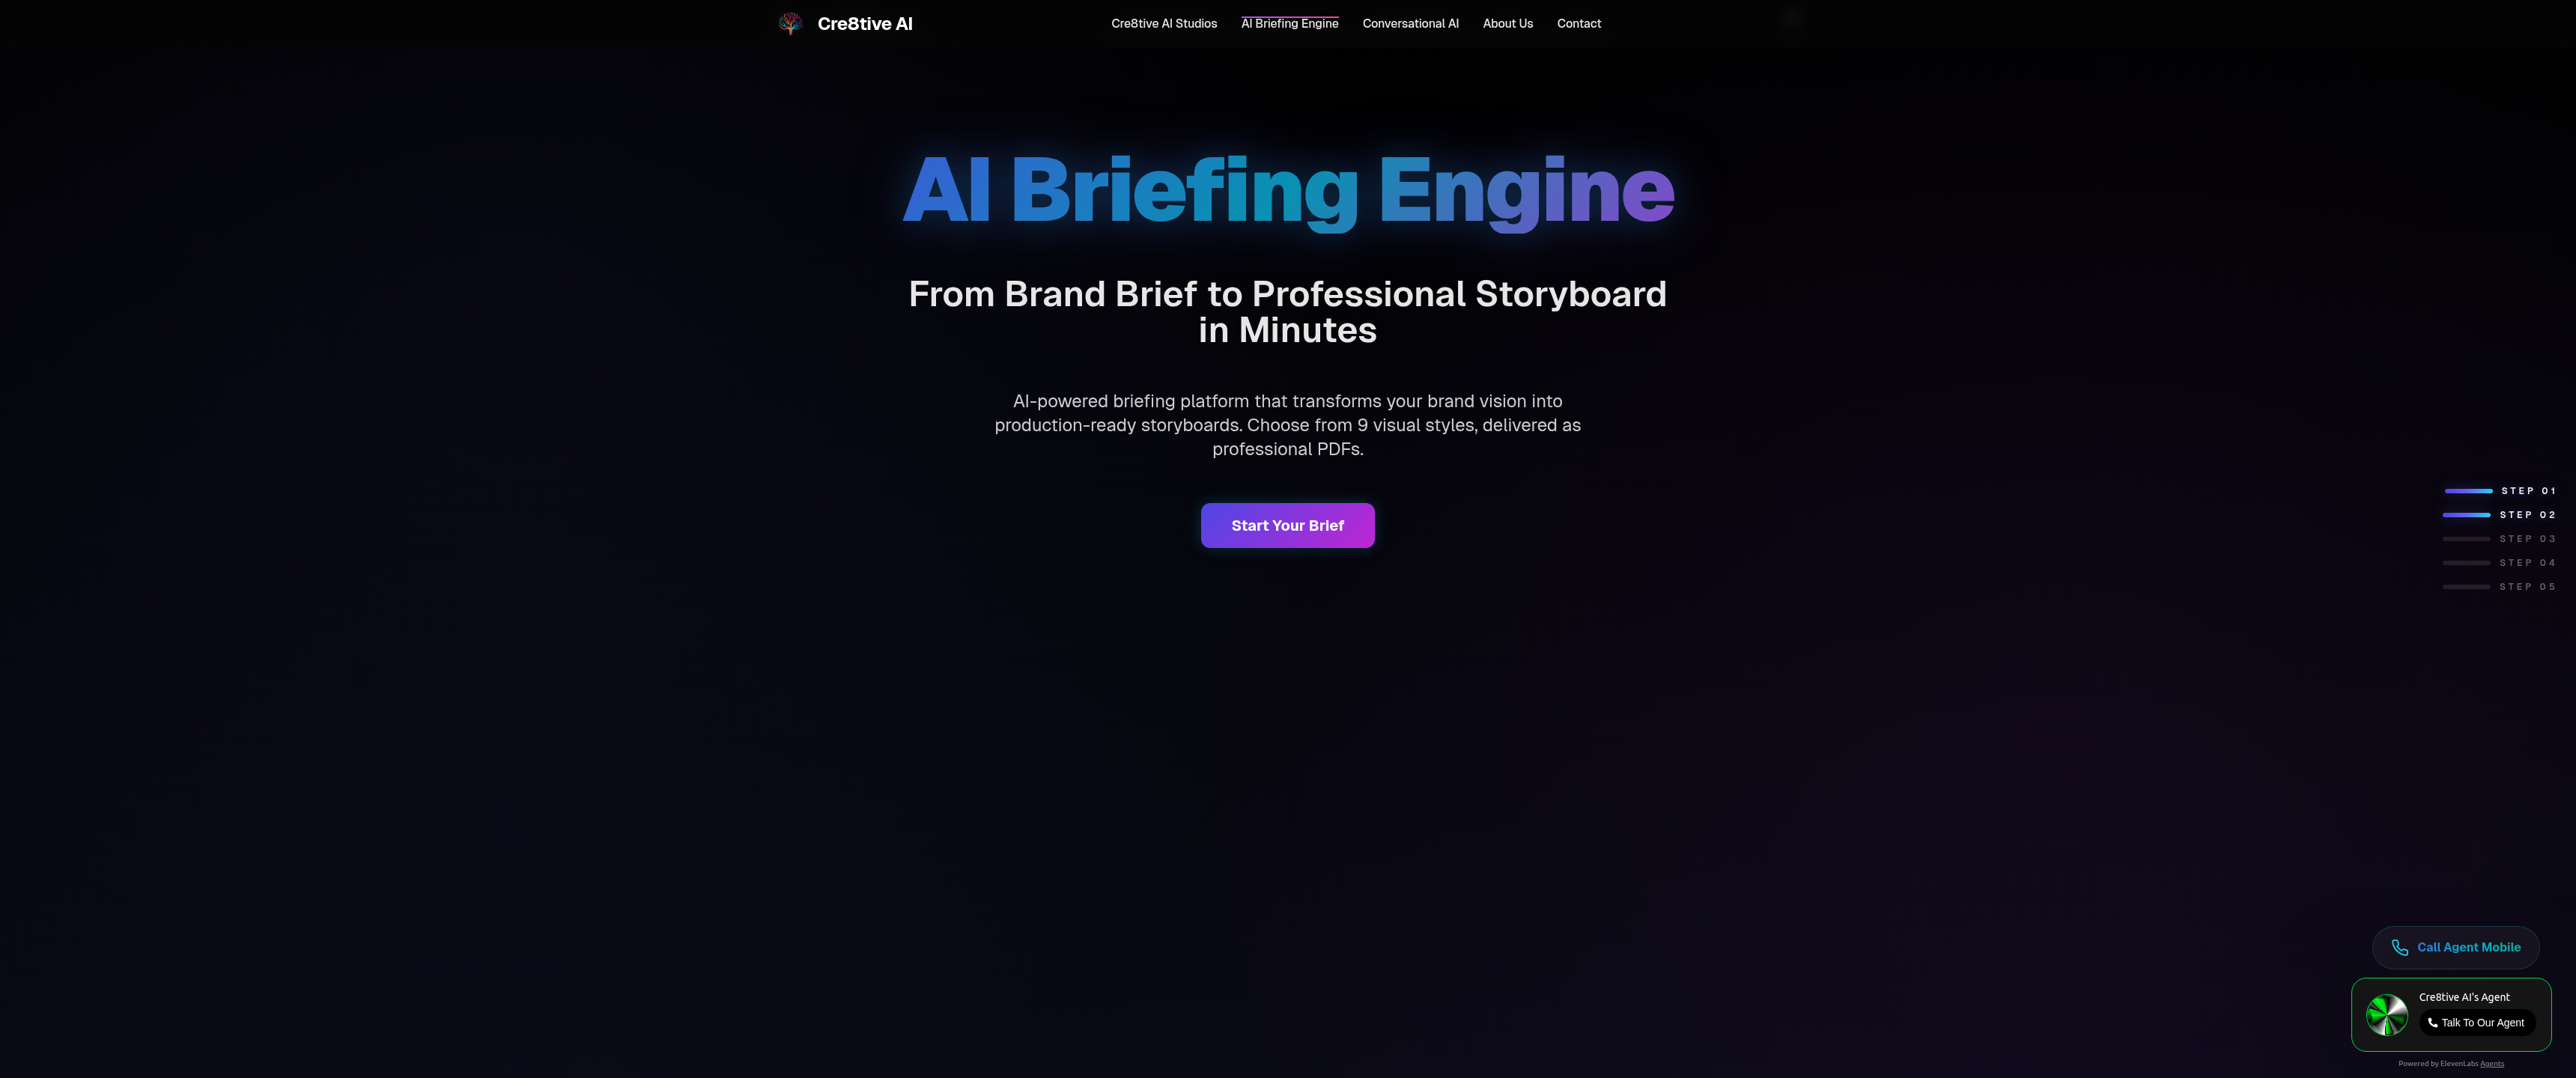 Cre8tive AI
Cre8tive AI Studios
AI Briefing Engine
Conversational AI
About Us
Contact
AI Briefing Engine
From Brand Brief to Professional Storyboard
in Minutes
AI-powered briefing platform that transforms your brand vision into
production-ready storyboards. Choose from 9 visual styles, delivered as
professional PDFs.
Start Your Brief
STEP 01
STEP 02
STEP 03
STEP 04
STEP 05
Call Agent Mobile
Cre8tive AI's Agent
Talk To Our Agent
Powered by ElevenLabs Agents